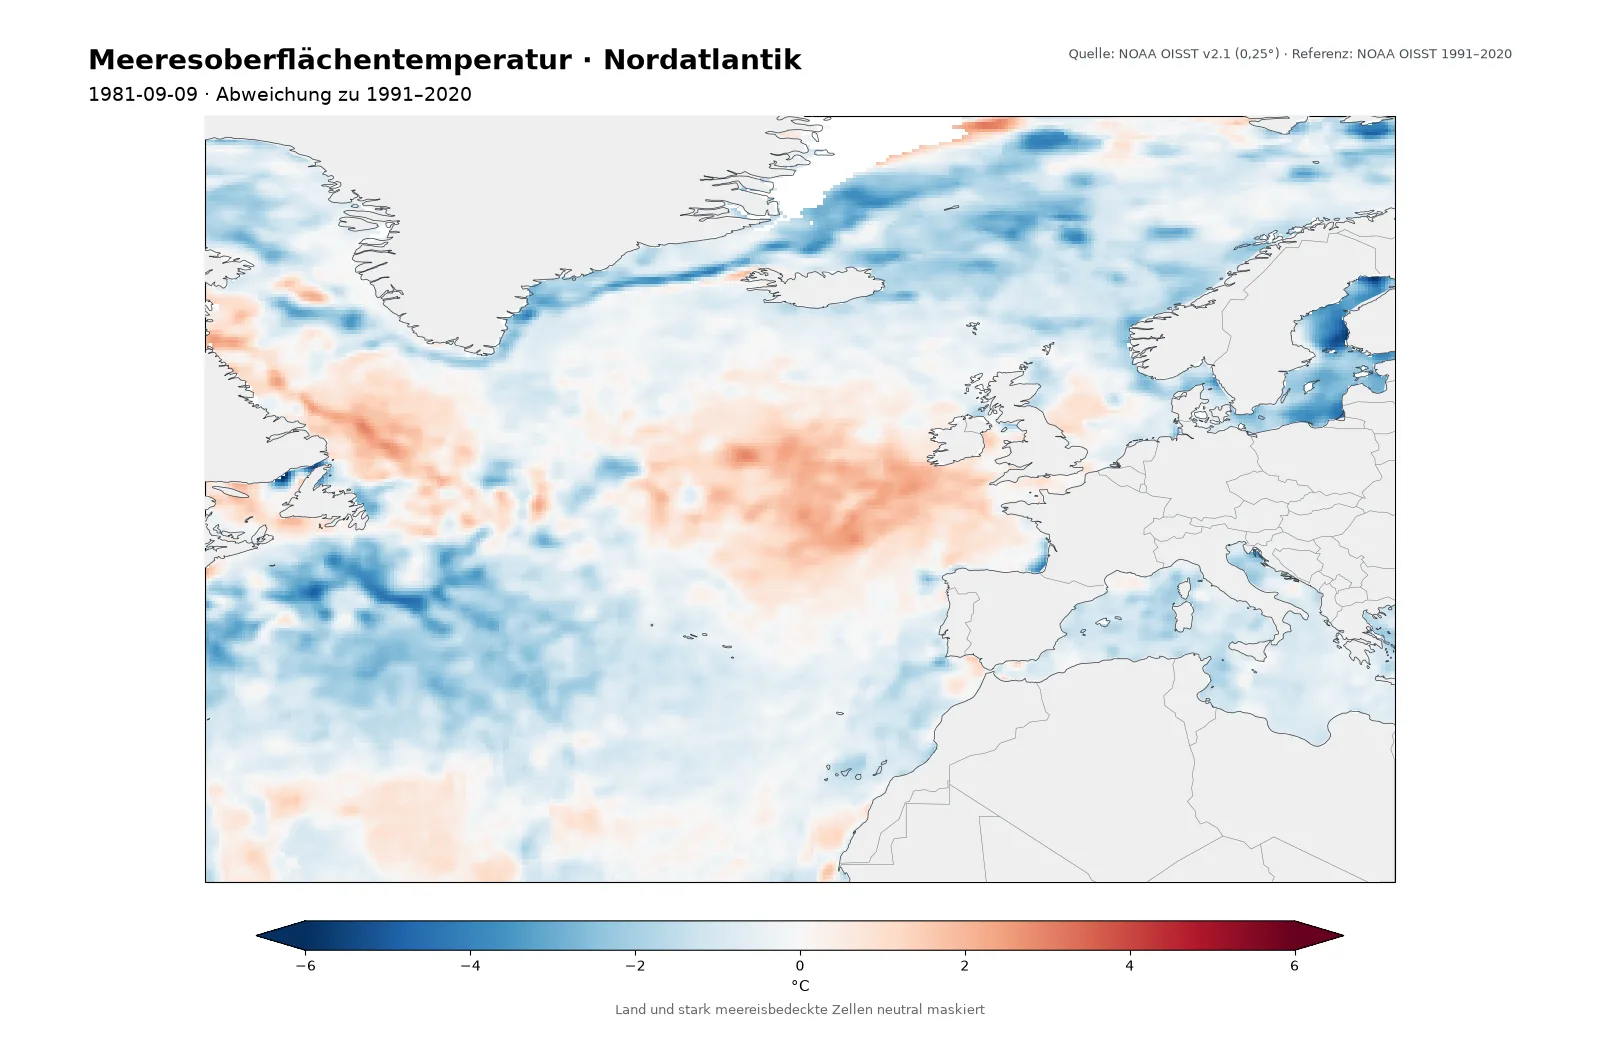 Meeresoberflächentemperatur · Nordatlantik
Quelle: NOAA OISST v2.1 (0,25°) · Referenz: NOAA OISST 1991–2020
1981-09-09 · Abweichung zu 1991–2020
−6 −4 −2 0 2 4 6
°C
Land und stark meereisbedeckte Zellen neutral maskiert